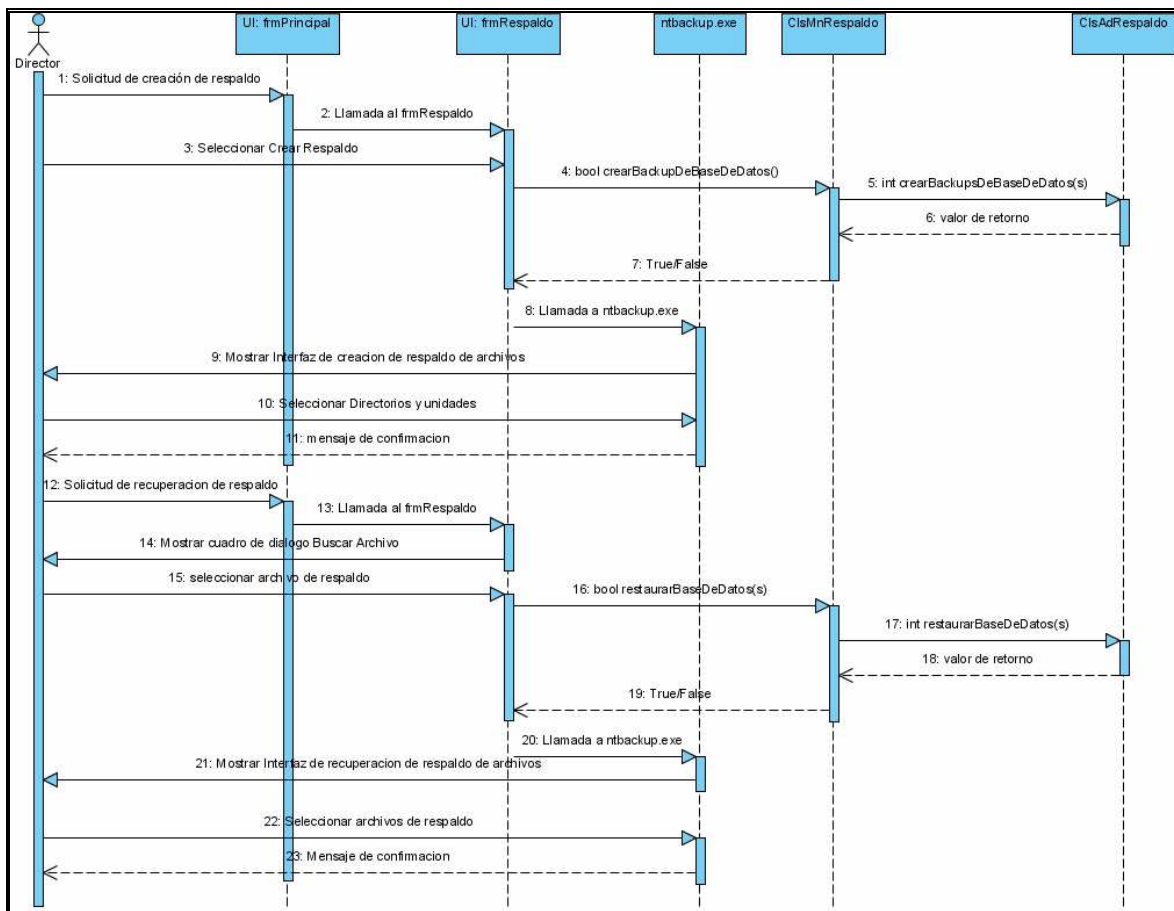 UI: frmPrincipal
UI: frmRespaldo
ntbackup.exe
ClsMnRespaldo
ClsAdRespaldo
Director
1: Solicitud de creación de respaldo
2: Llamada al frmRespaldo
3: Seleccionar Crear Respaldo
4: bool crearBackupDeBaseDeDatos()
5: int crearBackupsDeBaseDeDatos(s)
6: valor de retorno
7: True/False
8: Llamada a ntbackup.exe
9: Mostrar Interfaz de creacion de respaldo de archivos
10: Seleccionar Directorios y unidades
11: mensaje de confirmacion
12: Solicitud de recuperacion de respaldo
13: Llamada al frmRespaldo
14: Mostrar cuadro de dialogo Buscar Archivo
15: seleccionar archivo de respaldo
16: bool restaurarBaseDeDatos(s)
17: int restaurarBaseDeDatos(s)
18: valor de retorno
19: True/False
20: Llamada a ntbackup.exe
21: Mostrar Interfaz de recuperacion de respaldo de archivos
22: Seleccionar archivos de respaldo
23: Mensaje de confirmacion